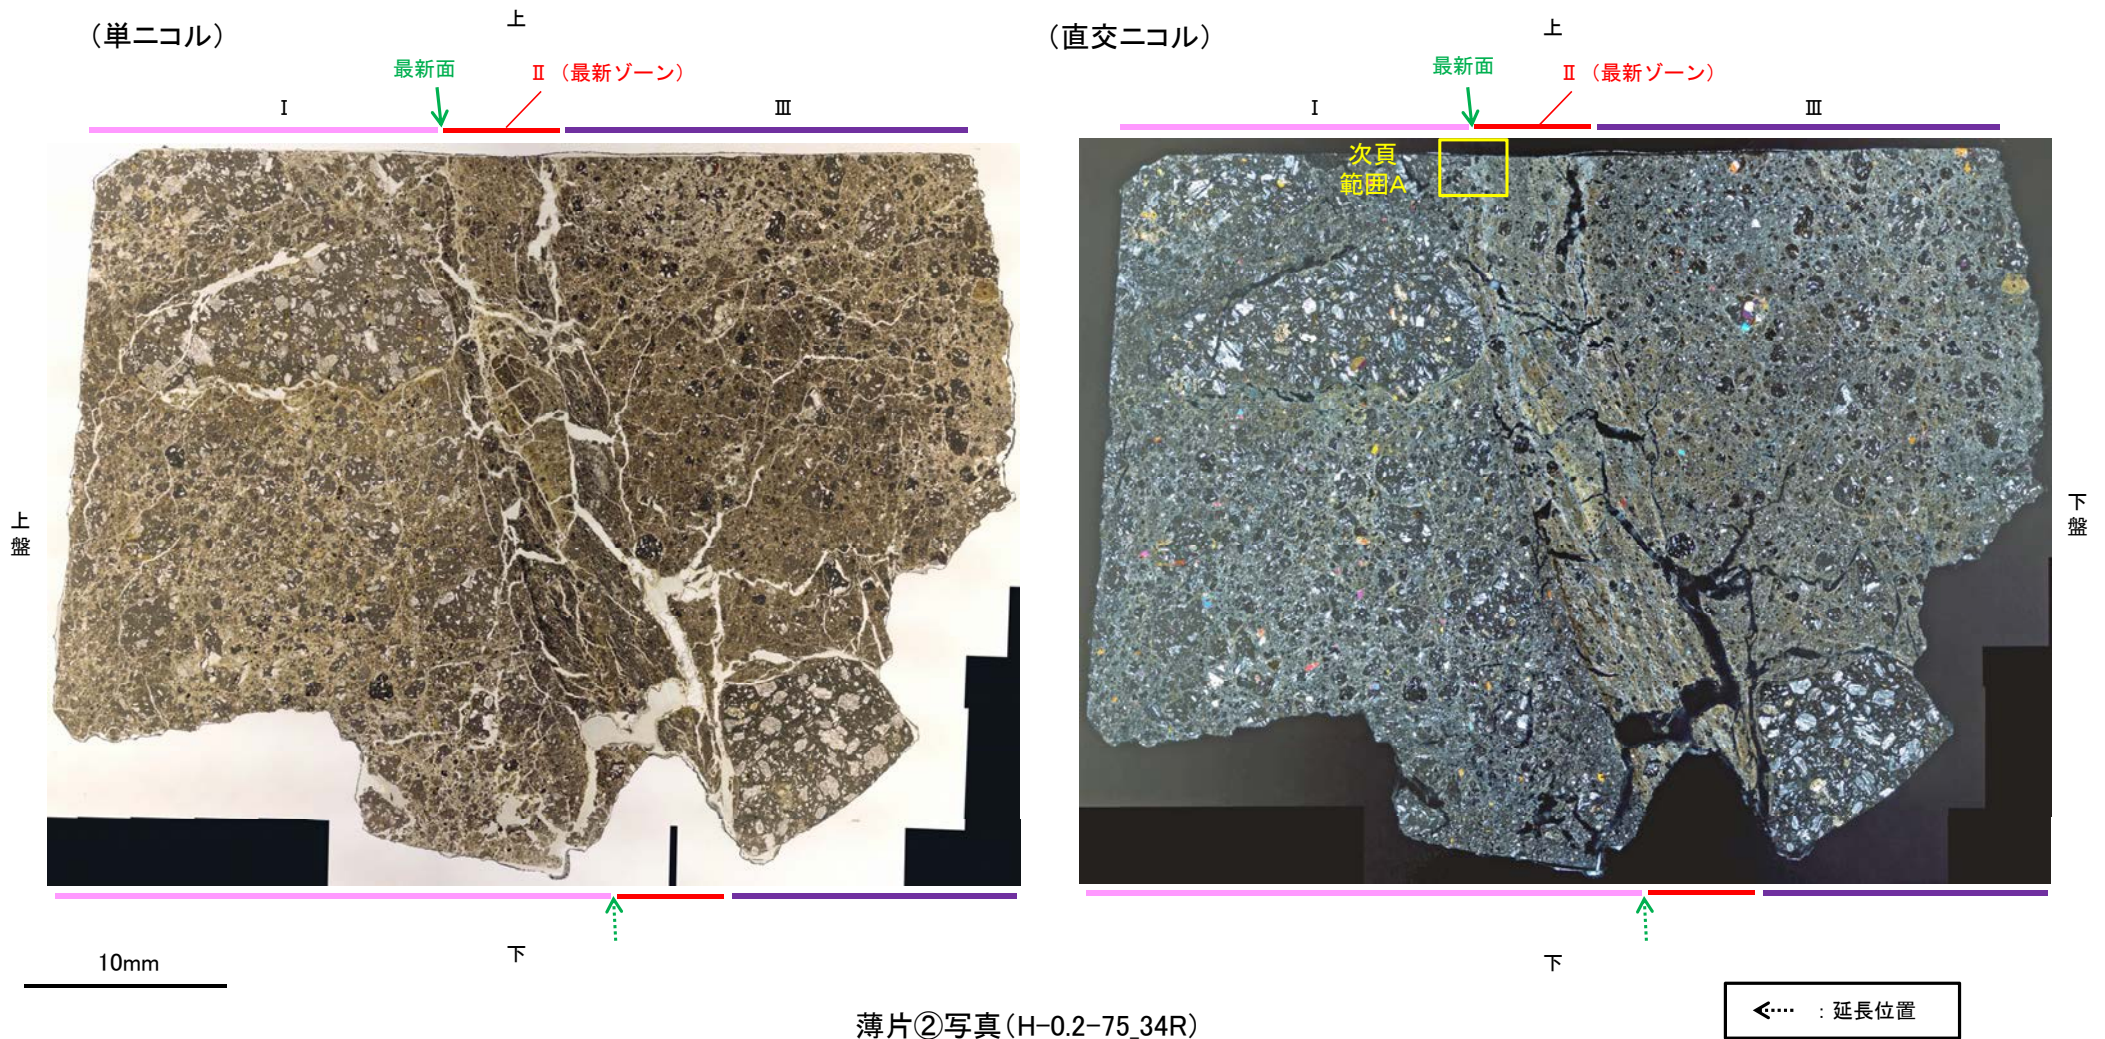 (単ニコル)
上
最新面
Ⅱ (最新ゾーン)
Ⅰ
Ⅲ
上盤
下
10mm
(直交ニコル)
上
最新面
Ⅱ (最新ゾーン)
Ⅰ
Ⅲ
次頁
範囲A
下盤
下
薄片②写真(H-0.2-75_34R)
:延長位置